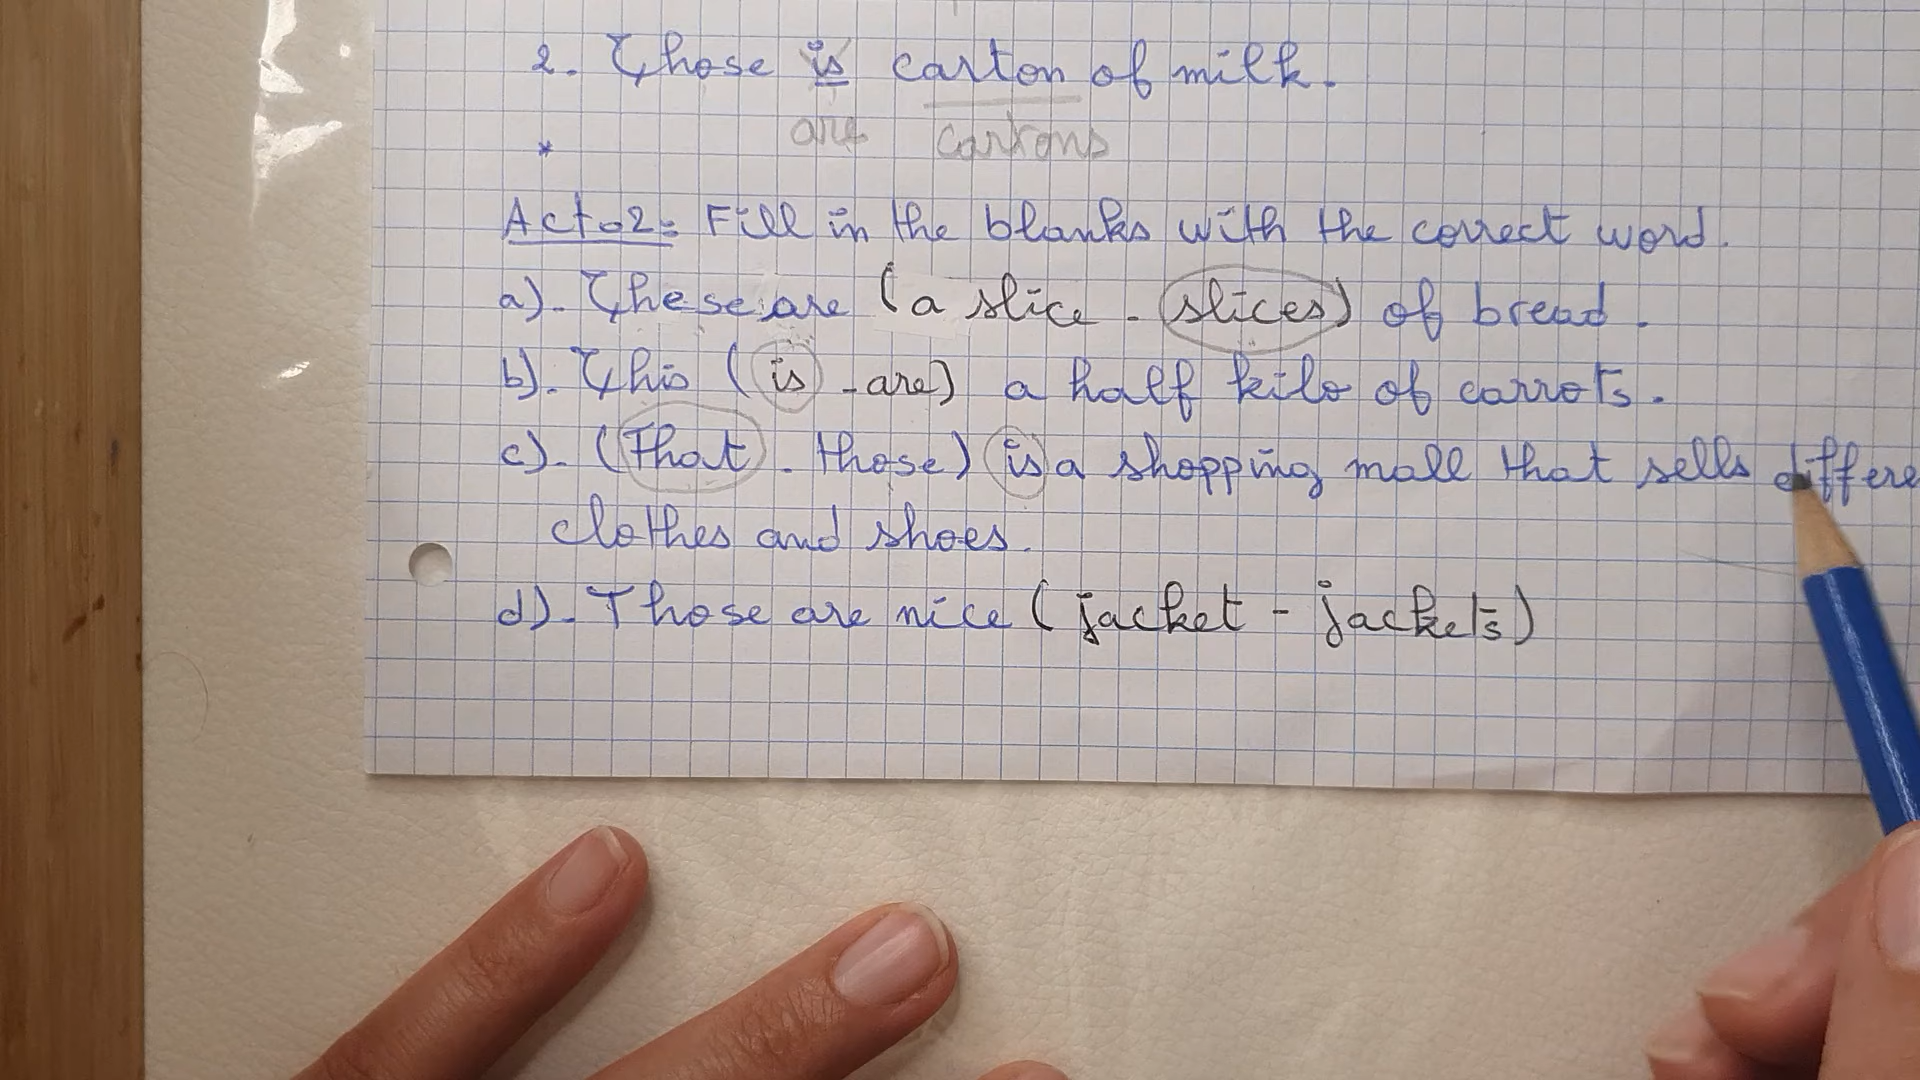 2. Those is carton of milk.
are cartons
*
Act-2: Fill in the blanks with the correct word.
a). These are (a slice - slices) of bread.
b). This (is - are) a half kilo of carrots.
c). (That - those) is a shopping mall that sells differe
clothes and shoes.
d). Those are nice (jacket - jackets)